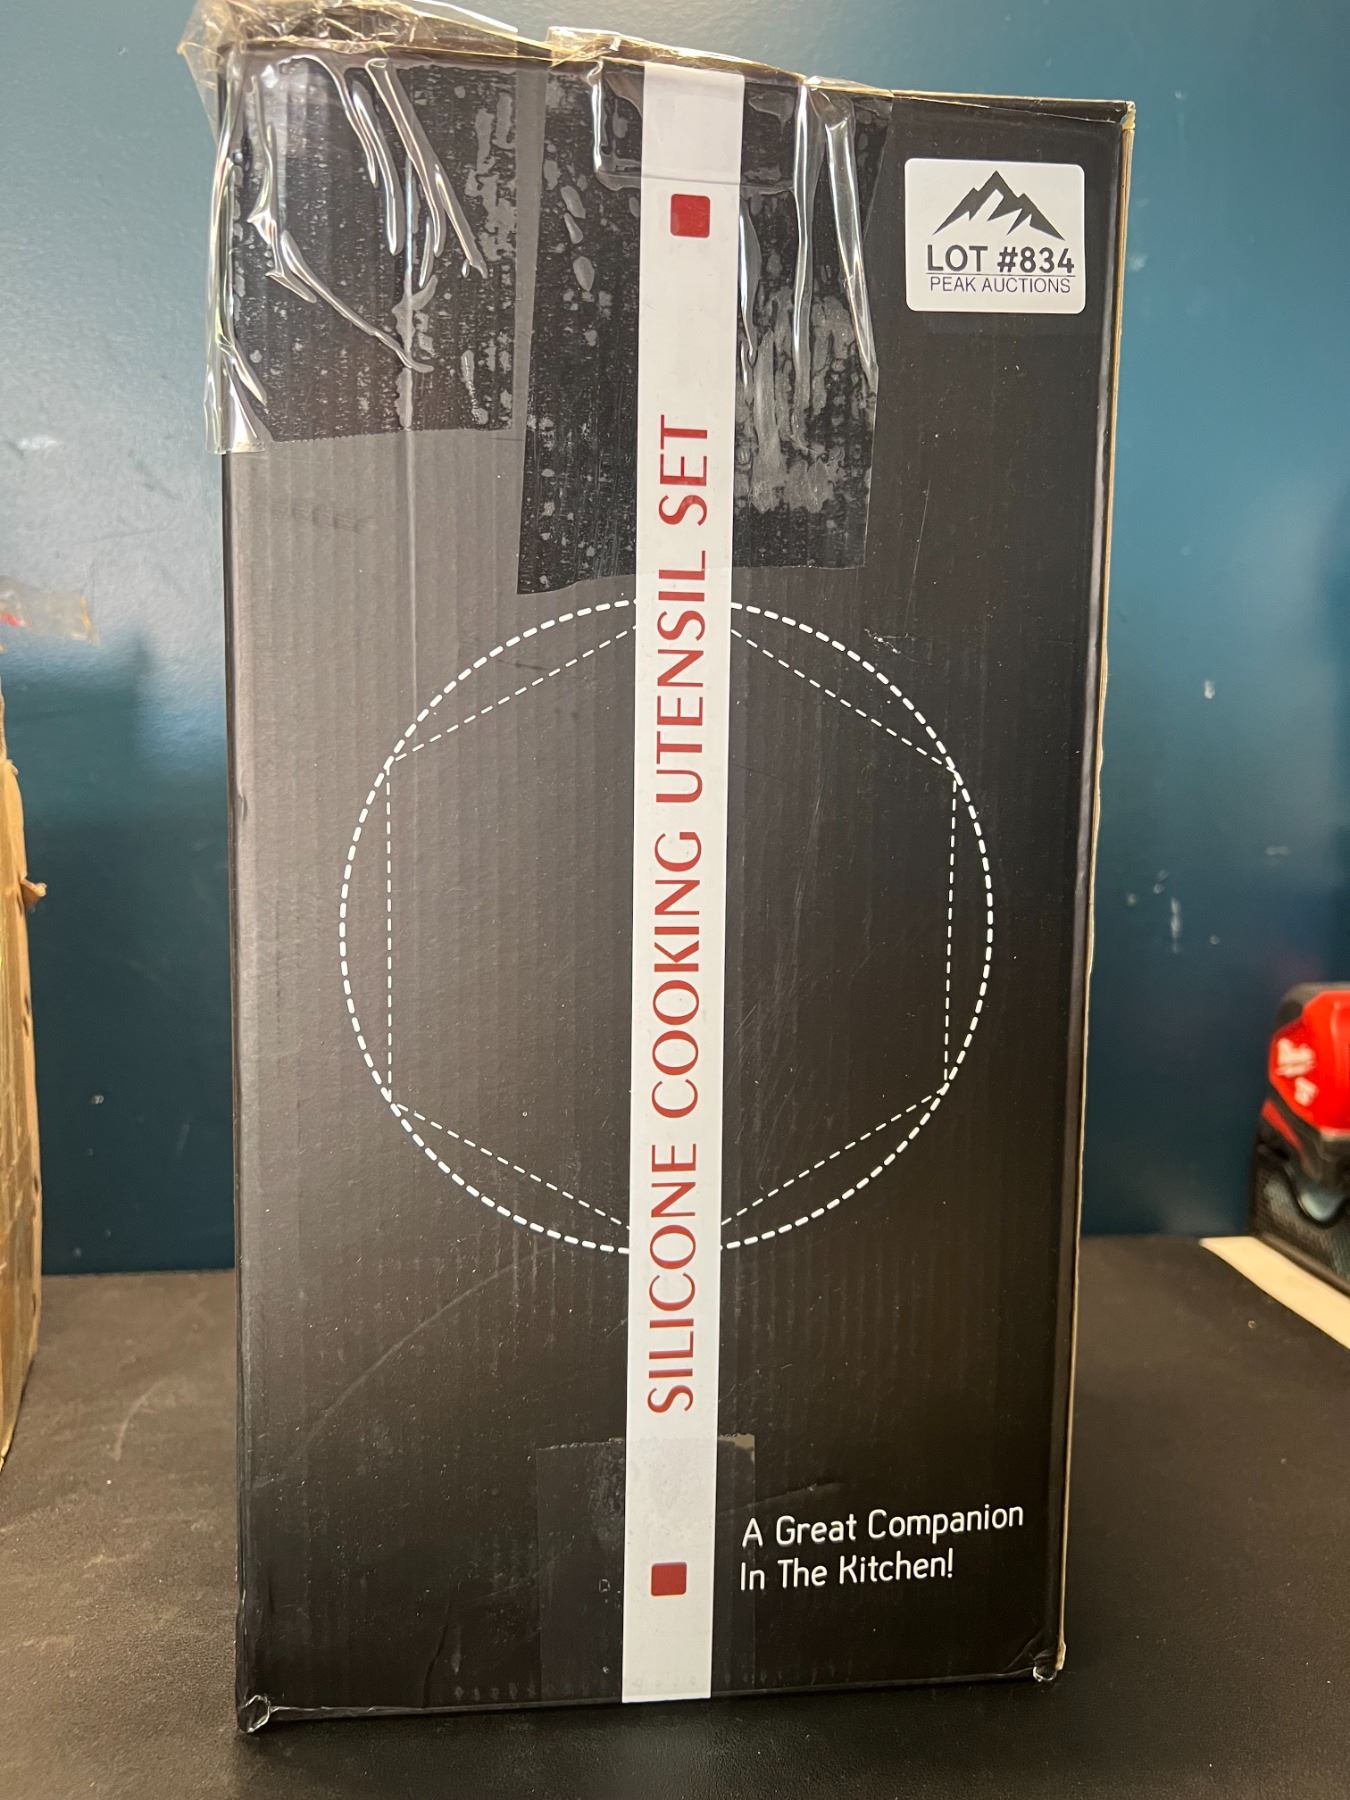 LOT #834
PEAK AUCTIONS
SILICONE COOKING UTENSIL SET
A Great Companion
In The Kitchen!